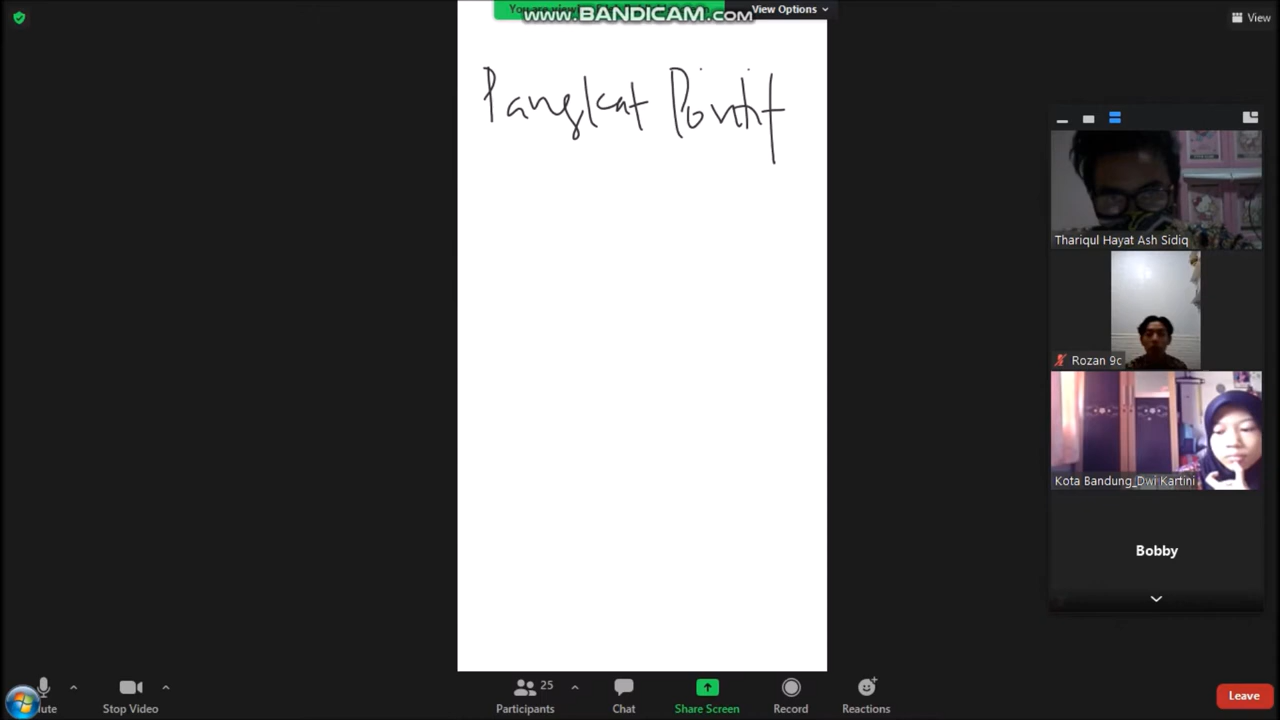 WWW.BANDICAM.COM
View Options
View
Pangkat Positif
Thariqul Hayat Ash Sidiq
Rozan 9c
Kota Bandung_Dwi Kartini
Bobby
25
Participants
Chat
Share Screen
Record
Reactions
Stop Video
Leave